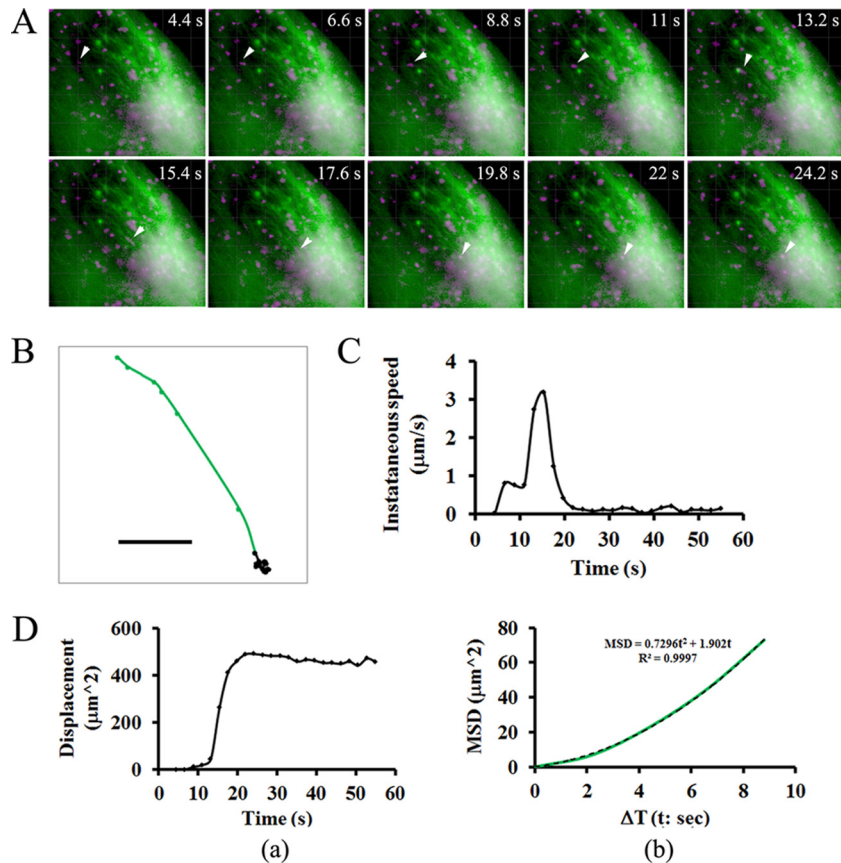 A
4.4 s
6.6 s
8.8 s
11 s
13.2 s
15.4 s
17.6 s
19.8 s
22 s
24.2 s
B
C
Instataneous speed
(μm/s)
4
3
2
1
0
0 10 20 30 40 50 60
Time (s)
D
Displacement
(μm^2)
600
400
200
0
0 10 20 30 40 50 60
Time (s)
(a)
MSD (μm^2)
80
60
40
20
0
MSD = 0.7296t² + 1.902t
R² = 0.9997
0 2 4 6 8 10
ΔT (t: sec)
(b)